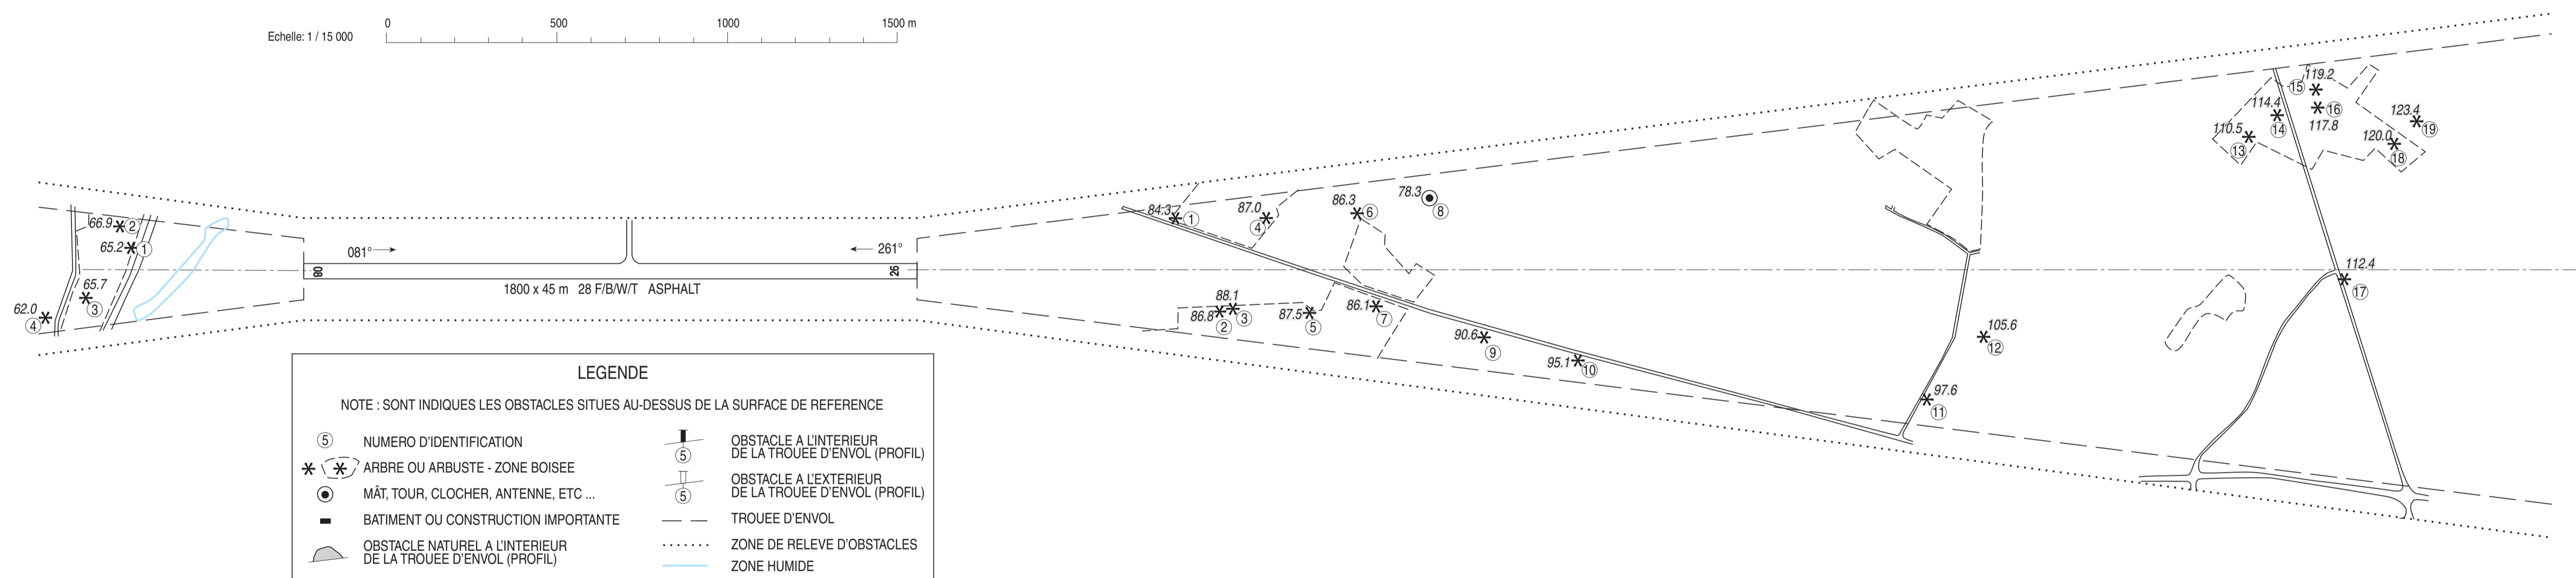 0 500 1000 1500 m
Echelle: 1 / 15 000
119.2
15
114.4
16
123.4
110.5
14
117.8
120.0
19
13
18
84.3
1
87.0
4
86.3
6
78.3
8
66.9
2
65.2
1
081°
261°
08
26
112.4
17
65.7
3
1800 x 45 m 28 F/B/W/T ASPHALT
62.0
4
88.1
86.8
2
3
87.5
5
86.1
7
90.6
9
95.1
10
105.6
12
97.6
11
LEGENDE
NOTE : SONT INDIQUES LES OBSTACLES SITUES AU-DESSUS DE LA SURFACE DE REFERENCE
5 NUMERO D'IDENTIFICATION
ARBRE OU ARBUSTE - ZONE BOISEE
MÂT, TOUR, CLOCHER, ANTENNE, ETC ...
BATIMENT OU CONSTRUCTION IMPORTANTE
OBSTACLE NATUREL A L'INTERIEUR
DE LA TROUEE D'ENVOL (PROFIL)
OBSTACLE A L'INTERIEUR
5 DE LA TROUEE D'ENVOL (PROFIL)
OBSTACLE A L'EXTERIEUR
5 DE LA TROUEE D'ENVOL (PROFIL)
TROUEE D'ENVOL
ZONE DE RELEVE D'OBSTACLES
ZONE HUMIDE